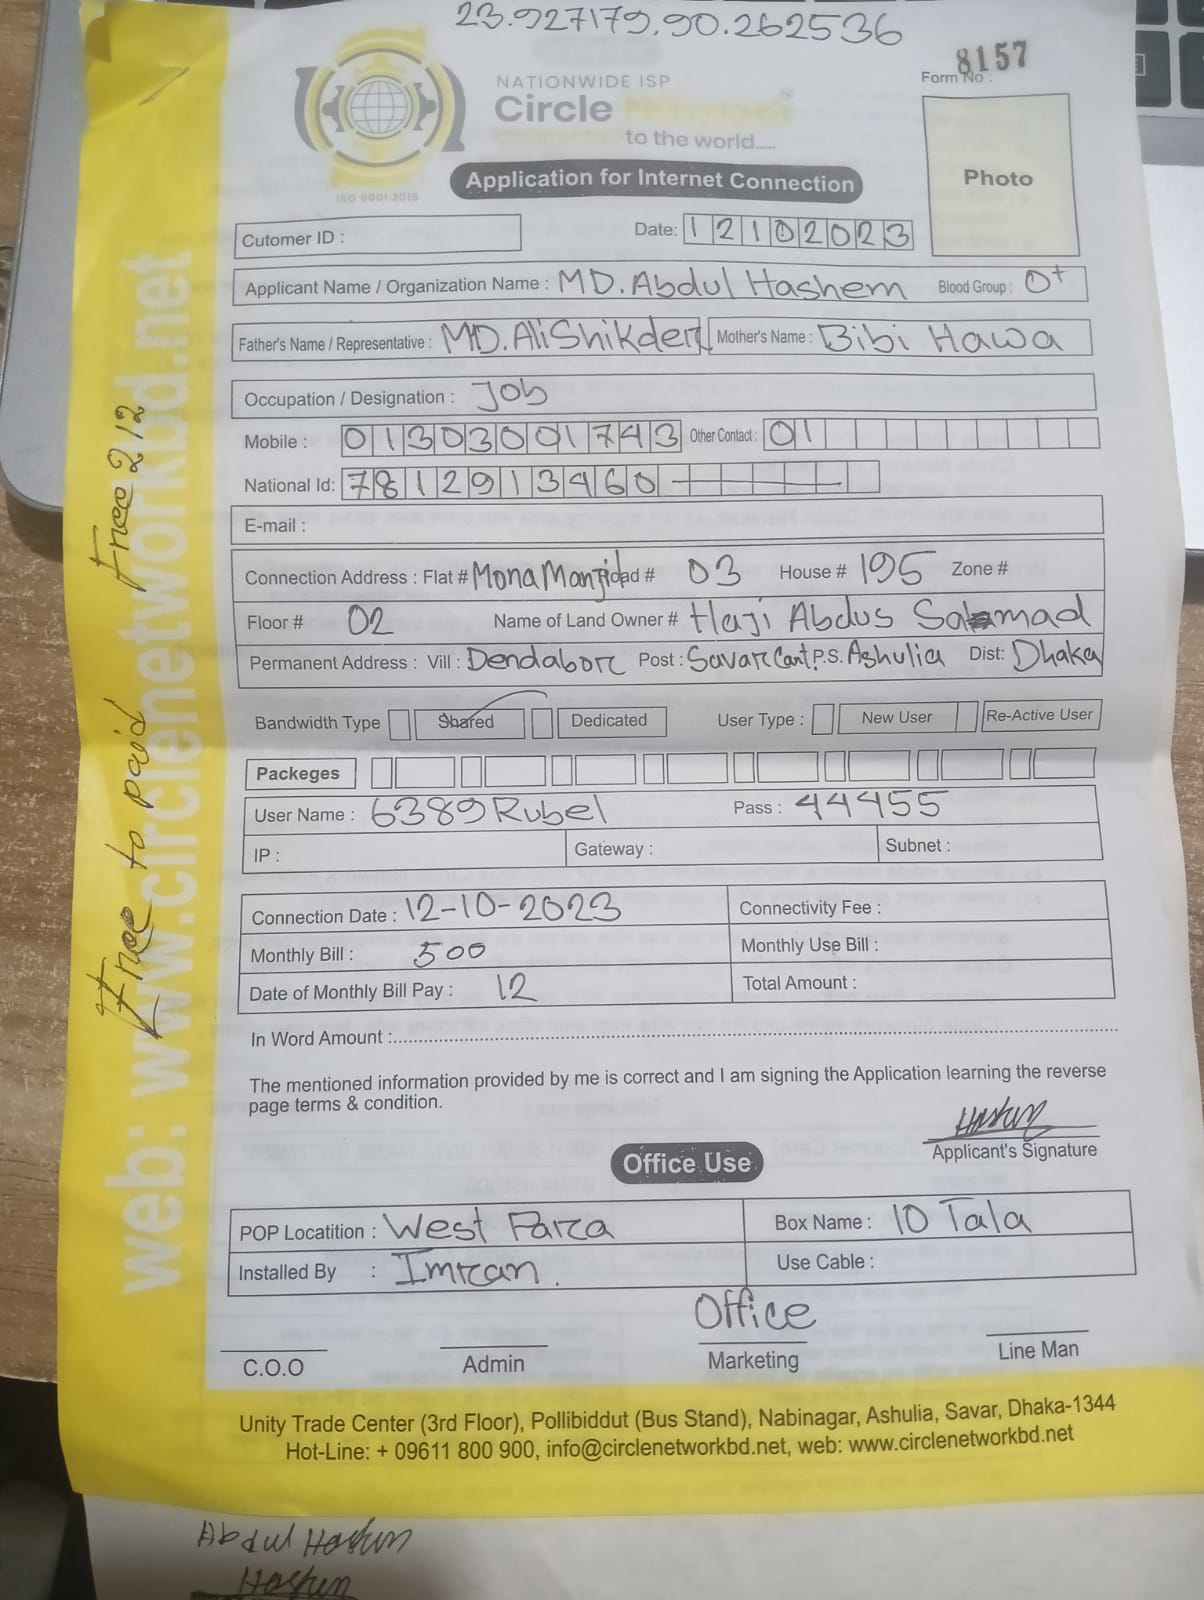 23.927179,90.262536
8157
Form No :
NATIONWIDE ISP
Circle Network
to the world.....
ISO 9001:2015
Application for Internet Connection
Photo
Cutomer ID :
Date: 12102023
Applicant Name / Organization Name : MD. Abdul Hashem Blood Group : O+
Father's Name / Representative : MD. Ali Shikder Mother's Name : Bibi Hawa
Occupation / Designation : Job
Mobile : 01303001743 Other Contact : 01
National Id: 7812913460
E-mail :
Connection Address : Flat # Mona Manjil Road # 03 House # 195 Zone #
Floor # 02 Name of Land Owner # Haji Abdus Samad
Permanent Address : Vill : Dendabor Post : Savar Cant P.S. Ashulia Dist: Dhaka
Bandwidth Type Shared Dedicated User Type : New User Re-Active User
Packeges
User Name : 6389Rubel Pass : 44455
IP : Gateway : Subnet :
Connection Date : 12-10-2023 Connectivity Fee :
Monthly Bill : 500 Monthly Use Bill :
Date of Monthly Bill Pay : 12 Total Amount :
In Word Amount :
The mentioned information provided by me is correct and I am signing the Application learning the reverse
page terms & condition.
Applicant's Signature
Office Use
POP Locatition : West Para Box Name : 10 Tala
Installed By : Imran. Use Cable :
Office
C.O.O Admin Marketing Line Man
Unity Trade Center (3rd Floor), Pollibiddut (Bus Stand), Nabinagar, Ashulia, Savar, Dhaka-1344
Hot-Line: + 09611 800 900, info@circlenetworkbd.net, web: www.circlenetworkbd.net
web: www.circlenetworkbd.net
Free to paid Free 212
Abdul Hashem
Hashem